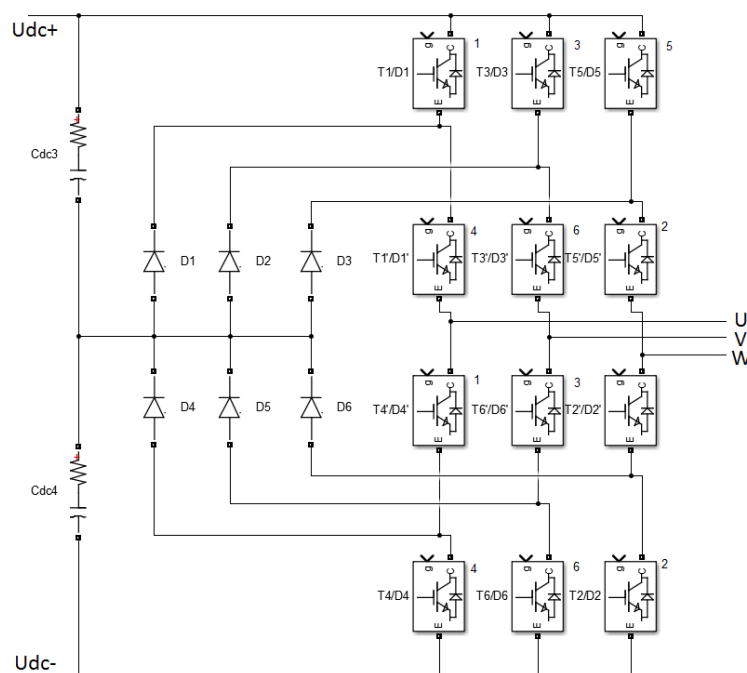 Udc+
1
3
5
T1/D1
T3/D3
T5/D5
g C E
g C E
g C E
Cdc3
4
6
2
T1'/D1'
T3'/D3'
T5'/D5'
g C E
g C E
g C E
D1
D2
D3
U
V
W
1
3
T4'/D4'
T6'/D6'
T2'/D2'
g C E
g C E
g C E
D4
D5
D6
Cdc4
4
6
2
T4/D4
T6/D6
T2/D2
g C E
g C E
g C E
Udc-